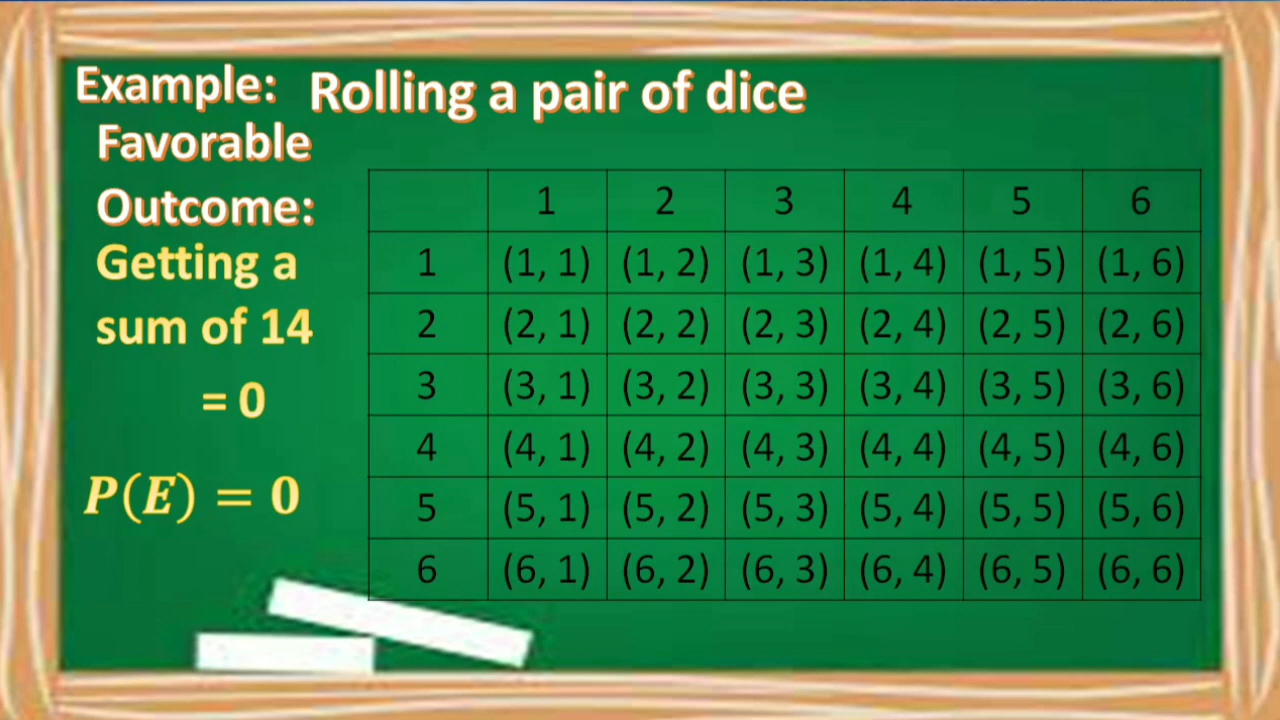 Example: Rolling a pair of dice
Favorable
Outcome:
Getting a
sum of 14
= 0
P(E) = 0
1 2 3 4 5 6
1 (1, 1) (1, 2) (1, 3) (1, 4) (1, 5) (1, 6)
2 (2, 1) (2, 2) (2, 3) (2, 4) (2, 5) (2, 6)
3 (3, 1) (3, 2) (3, 3) (3, 4) (3, 5) (3, 6)
4 (4, 1) (4, 2) (4, 3) (4, 4) (4, 5) (4, 6)
5 (5, 1) (5, 2) (5, 3) (5, 4) (5, 5) (5, 6)
6 (6, 1) (6, 2) (6, 3) (6, 4) (6, 5) (6, 6)